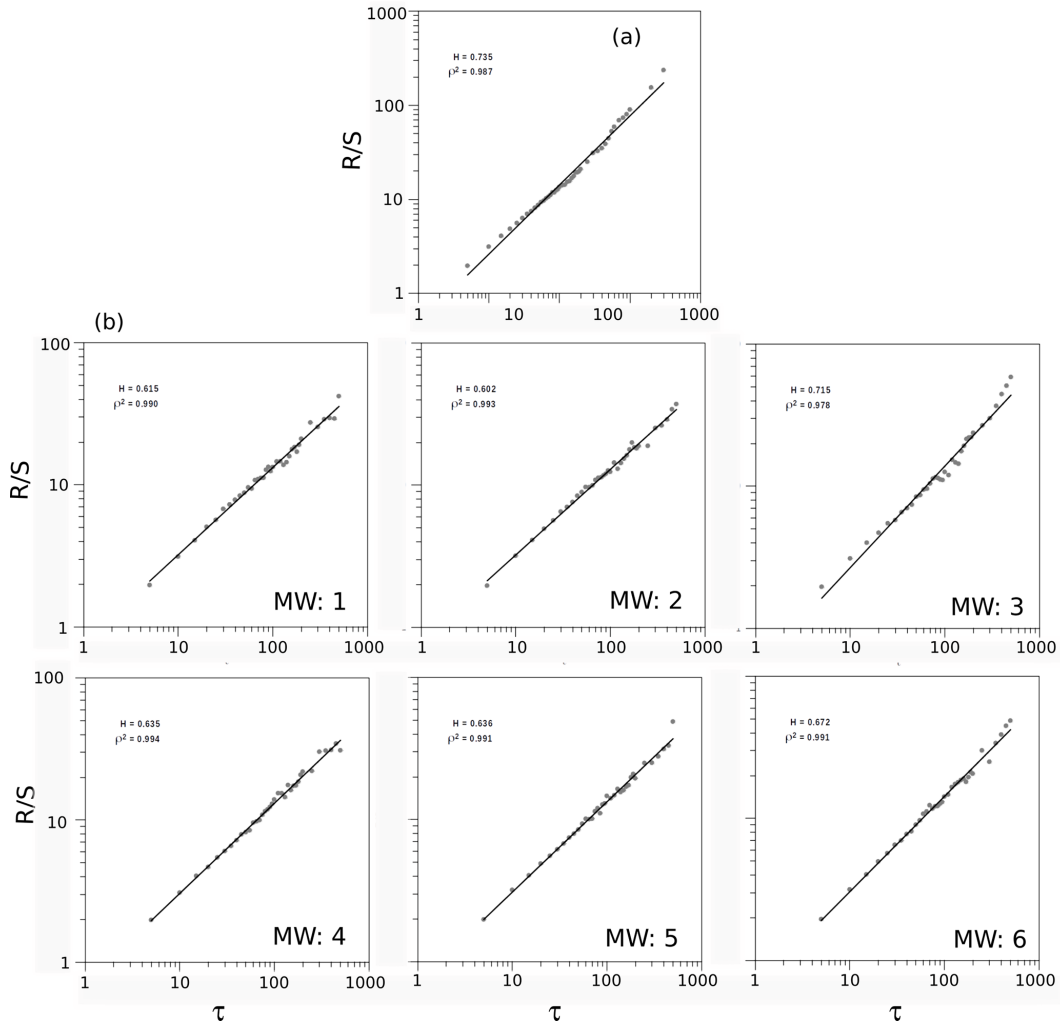 1000
(a)
H = 0.735
ρ² = 0.987
100
R/S
10
1
1 10 100 1000
(b)
100
H = 0.615
ρ² = 0.990
R/S
10
MW: 1
1
1 10 100 1000
H = 0.602
ρ² = 0.993
MW: 2
1 10 100 1000
H = 0.715
ρ² = 0.978
MW: 3
1 10 100 1000
100
H = 0.635
ρ² = 0.994
R/S
10
MW: 4
1
1 10 100 1000
τ
H = 0.636
ρ² = 0.991
MW: 5
1 10 100 1000
τ
H = 0.672
ρ² = 0.991
MW: 6
1 10 100 1000
τ